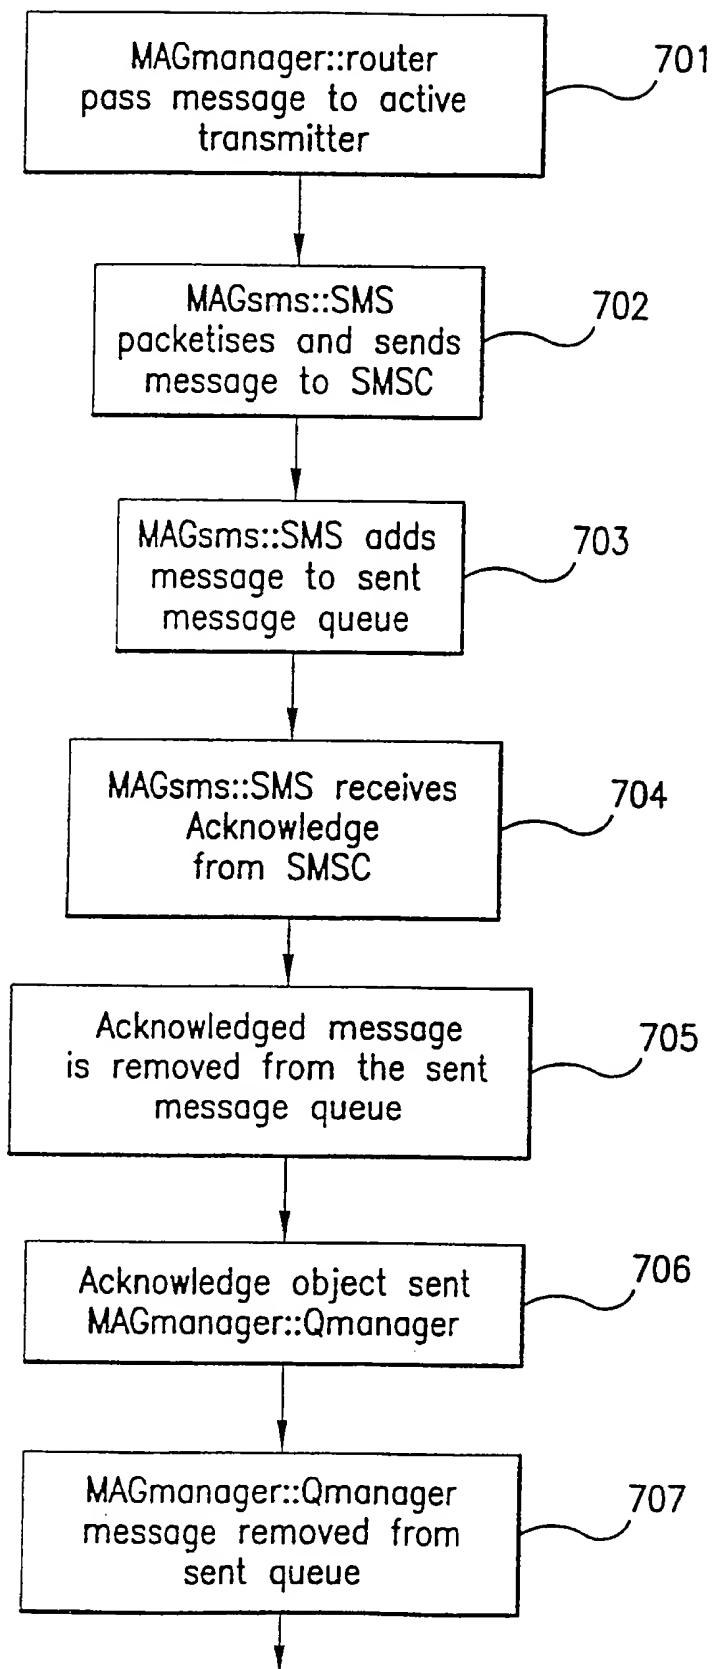 MAGmanager::router
pass message to active
transmitter
701
MAGsms::SMS
packetises and sends
message to SMSC
702
MAGsms::SMS adds
message to sent
message queue
703
MAGsms::SMS receives
Acknowledge
from SMSC
704
Acknowledged message
is removed from the sent
message queue
705
Acknowledge object sent
MAGmanager::Qmanager
706
MAGmanager::Qmanager
message removed from
sent queue
707